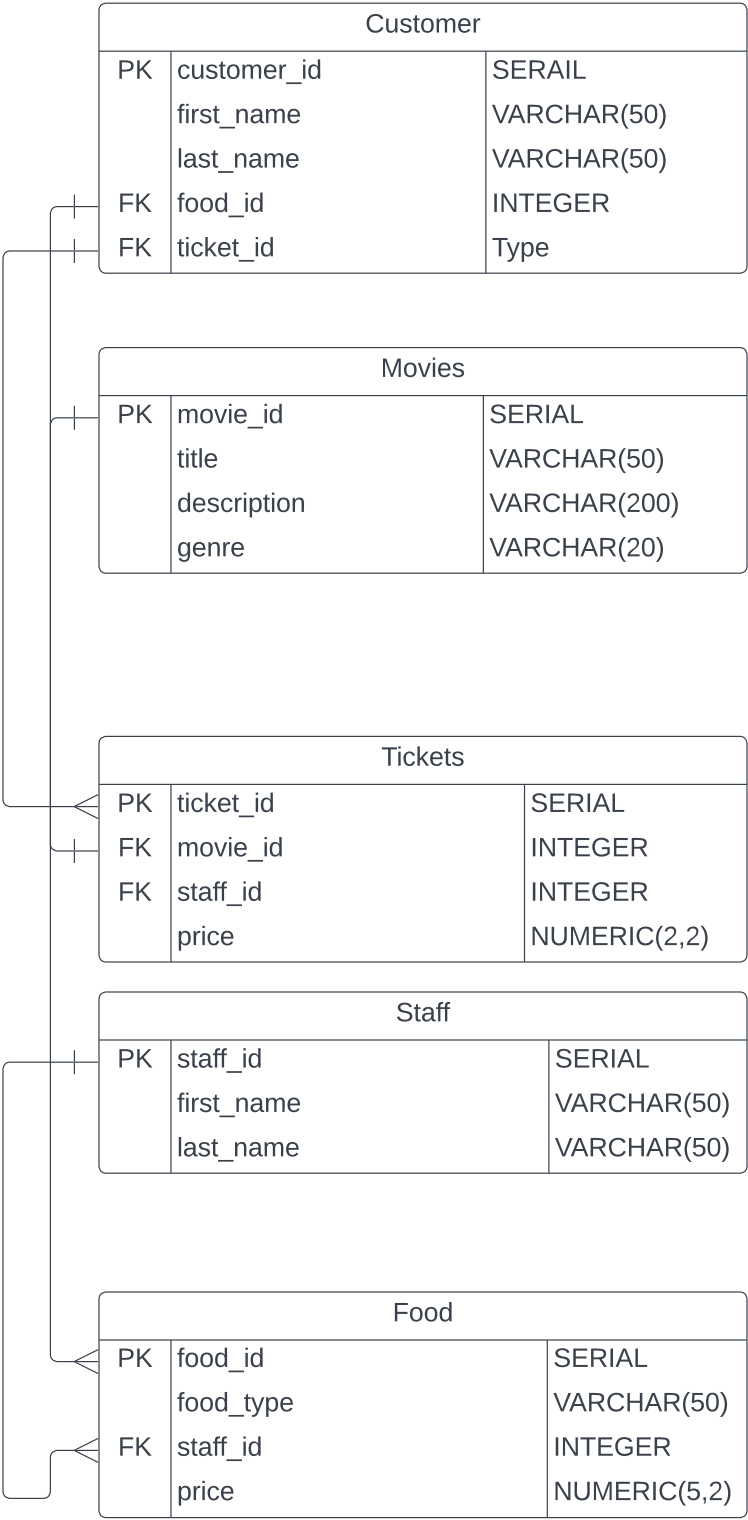 Customer
PK customer_id SERAIL
first_name VARCHAR(50)
last_name VARCHAR(50)
FK food_id INTEGER
FK ticket_id Type
Movies
PK movie_id SERIAL
title VARCHAR(50)
description VARCHAR(200)
genre VARCHAR(20)
Tickets
PK ticket_id SERIAL
FK movie_id INTEGER
FK staff_id INTEGER
price NUMERIC(2,2)
Staff
PK staff_id SERIAL
first_name VARCHAR(50)
last_name VARCHAR(50)
Food
PK food_id SERIAL
food_type VARCHAR(50)
FK staff_id INTEGER
price NUMERIC(5,2)